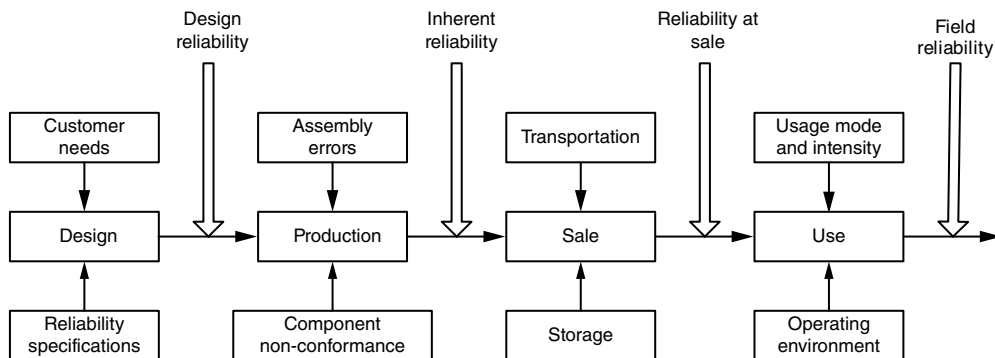 Design
reliability
Inherent
reliability
Reliability at
sale
Field
reliability
Customer
needs
Assembly
errors
Transportation
Usage mode
and intensity
Design
Production
Sale
Use
Reliability
specifications
Component
non-conformance
Storage
Operating
environment